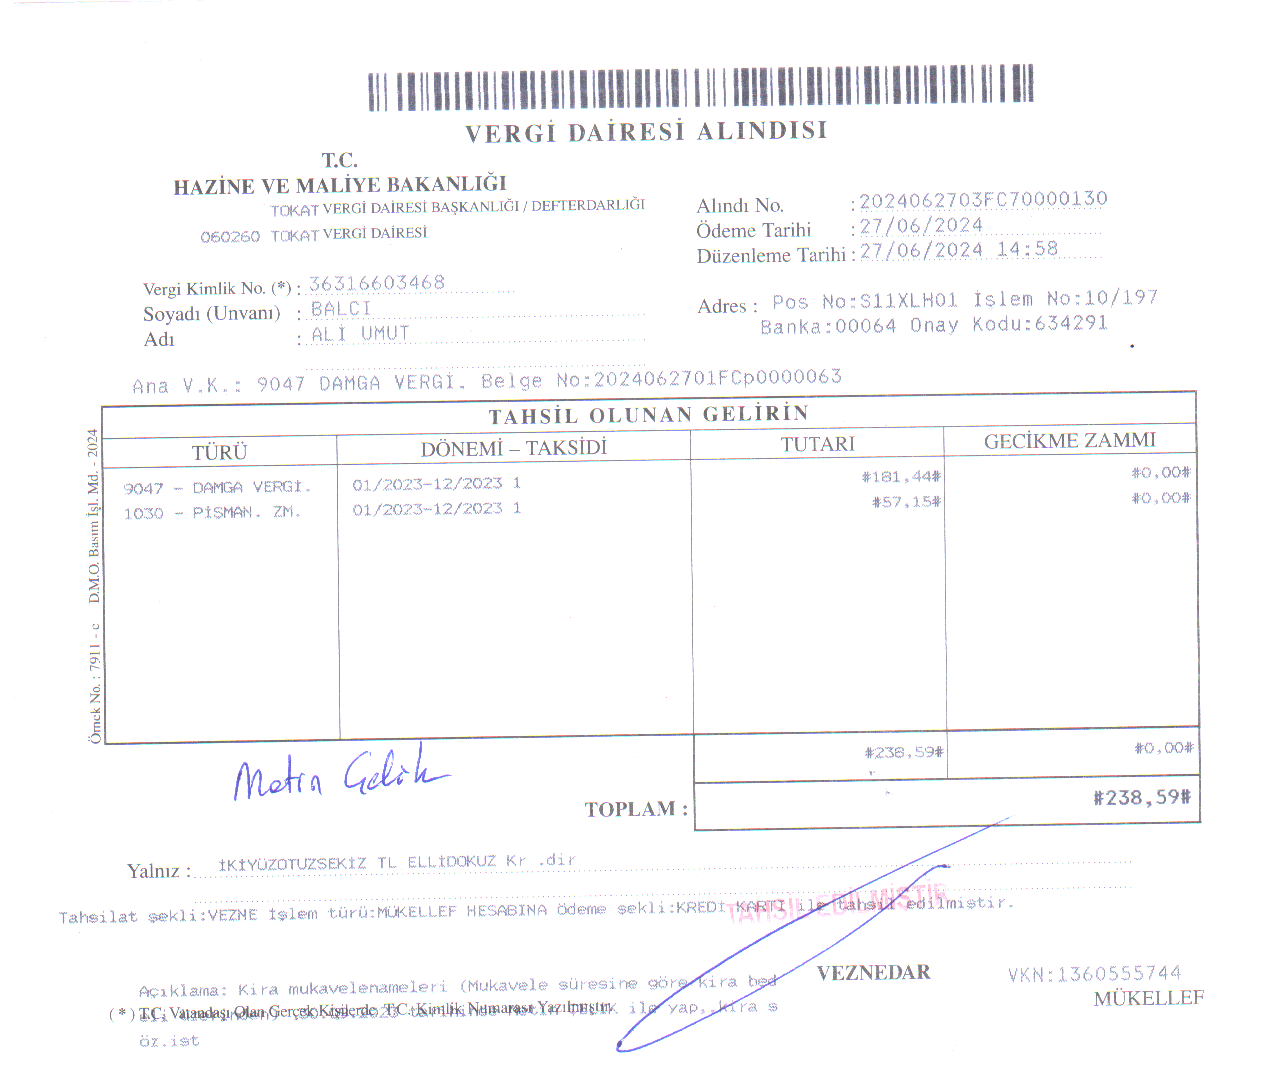 VERGİ DAİRESİ ALINDISI
T.C.
HAZİNE VE MALİYE BAKANLIĞI
TOKAT VERGİ DAİRESİ BAŞKANLIĞI / DEFTERDARLIĞI
060260 TOKAT VERGİ DAİRESİ
Alındı No. :2024062703FC70000130
Ödeme Tarihi :27/06/2024
Düzenleme Tarihi :27/06/2024 14:58
Vergi Kimlik No. (*) : 36316603468
Soyadı (Unvanı) : BALCI
Adı : ALİ UMUT
Adres : Pos No:S11XLH01 İslem No:10/197
Banka:00064 Onay Kodu:634291
Ana V.K.: 9047 DAMGA VERGİ. Belge No:2024062701FCp0000063
TAHSİL OLUNAN GELİRİN
TÜRÜ DÖNEMİ – TAKSİDİ TUTARI GECİKME ZAMMI
9047 - DAMGA VERGİ. 01/2023-12/2023 1 #181,44# #0,00#
1030 - PİSMAN. ZM. 01/2023-12/2023 1 #57,15# #0,00#
#238,59# #0,00#
TOPLAM : #238,59#
Örnek No. : 7911 - c D.M.O. Basım İşl. Md. - 2024
Metin Çelik
Yalnız : İKİYÜZOTUZSEKİZ TL ELLİDOKUZ Kr .dir
Tahsilat şekli:VEZNE İşlem türü:MÜKELLEF HESABINA ödeme sekli:KREDİ KARTI ile tahsil edilmistir.
TAHSİL EDİLMİŞTİR
VEZNEDAR
VKN:1360555744
MÜKELLEF
Açıklama: Kira mukavelenameleri (Mukavele süresine göre kira bed
(*) T.C. Vatandaşı Olan Gerçek Kişilerde T.C. Kimlik Numarası Yazılmıştır.
ile yap. kira s
öz.ist